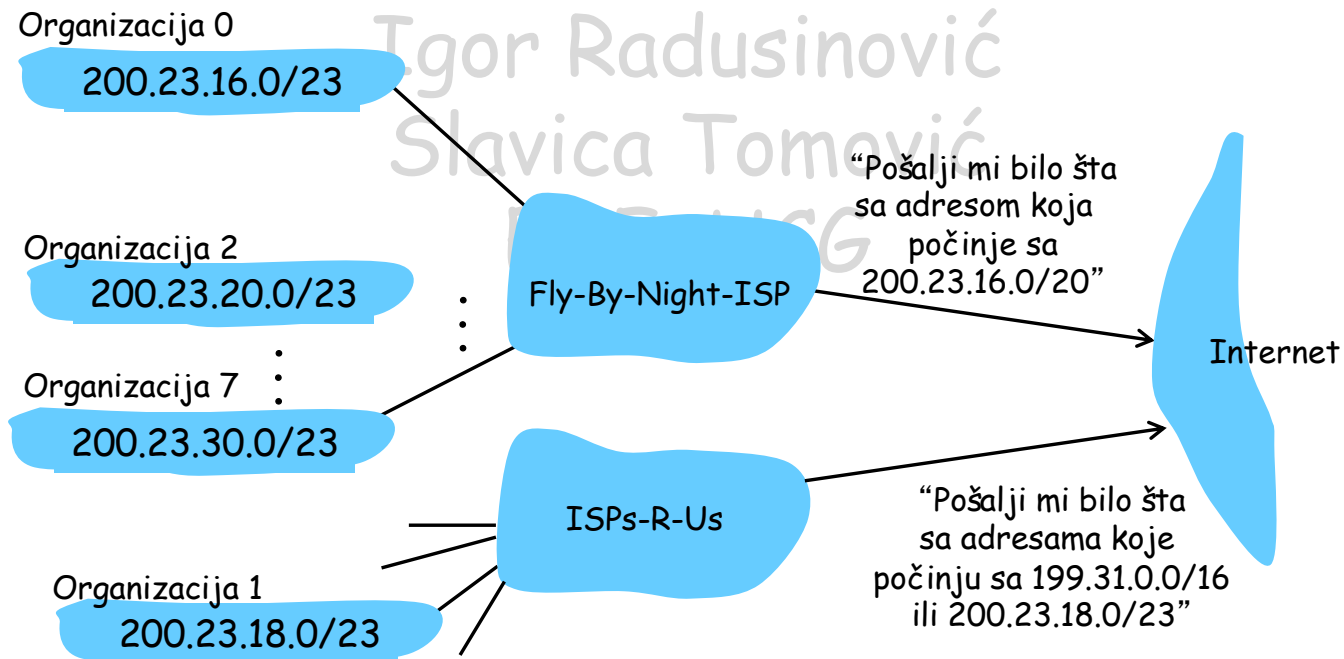 Igor Radusinović
Slavica Tomović
Organizacija 0
200.23.16.0/23
Organizacija 2
200.23.20.0/23
Organizacija 7
200.23.30.0/23
Fly-By-Night-ISP
“Pošalji mi bilo šta
sa adresom koja
počinje sa
200.23.16.0/20”
Internet
ISPs-R-Us
“Pošalji mi bilo šta
sa adresama koje
počinju sa 199.31.0.0/16
ili 200.23.18.0/23”
Organizacija 1
200.23.18.0/23